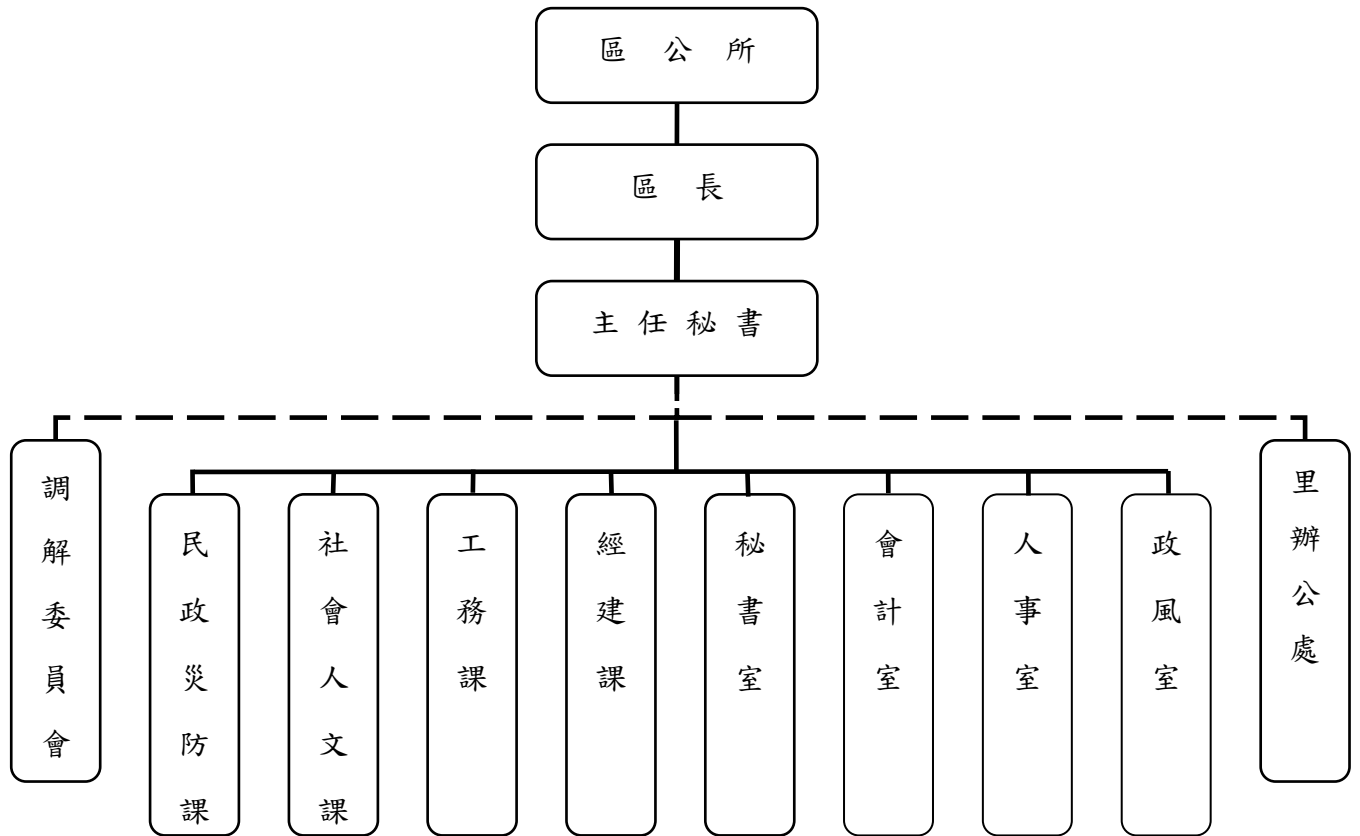 區公所
區長
主任秘書
調解委員會
民政災防課
社會人文課
工務課
經建課
秘書室
會計室
人事室
政風室
里辦公處